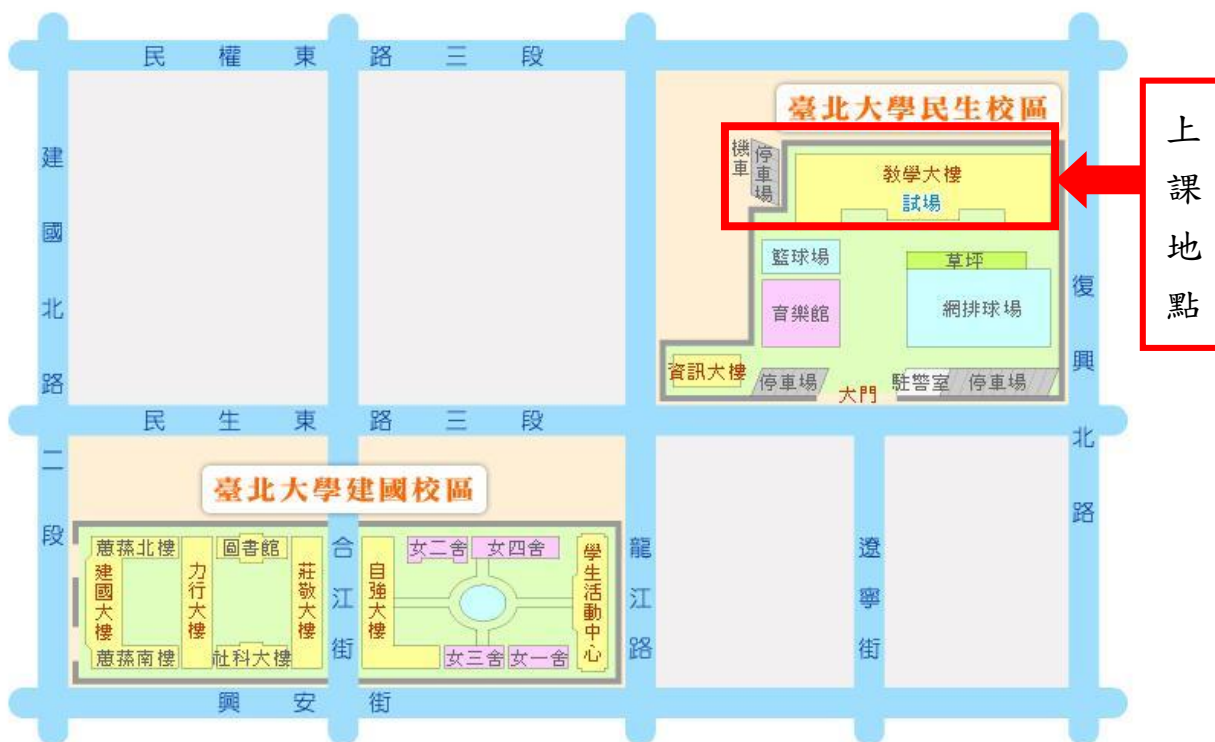 民權東路三段
建國北路二段
臺北大學民生校區
機車
停車場
教學大樓
試場
上課地點
籃球場
草坪
育樂館
網排球場
資訊大樓
停車場
大門
駐警室
停車場
復興北路
民生東路三段
臺北大學建國校區
蕙蓀北樓
圖書館
建國大樓
力行大樓
莊敬大樓
蕙蓀南樓
社科大樓
合江街
自強大樓
女二舍
女四舍
學生活動中心
女三舍
女一舍
龍江路
遼寧街
興安街